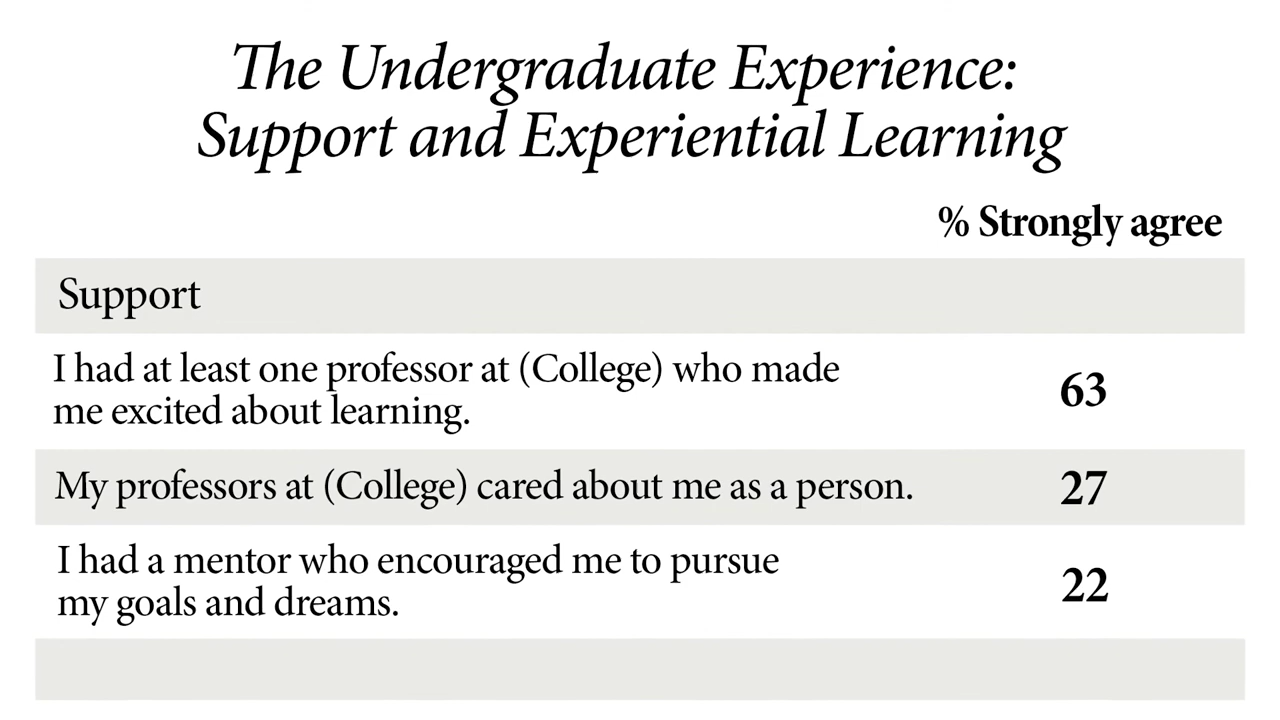 The Undergraduate Experience:
Support and Experiential Learning
% Strongly agree
Support
I had at least one professor at (College) who made
me excited about learning.
63
My professors at (College) cared about me as a person.
27
I had a mentor who encouraged me to pursue
my goals and dreams.
22